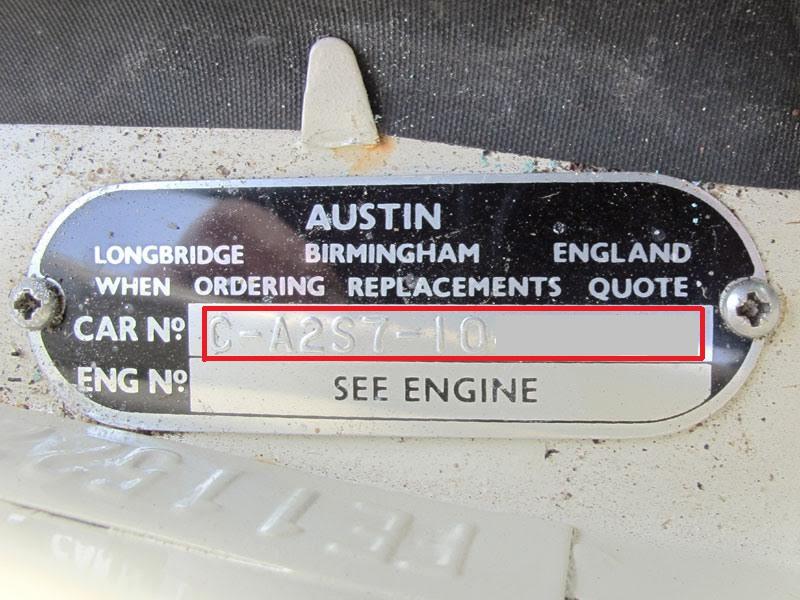 AUSTIN
LONGBRIDGE BIRMINGHAM ENGLAND
WHEN ORDERING REPLACEMENTS QUOTE
CAR Nº C-A2S7-10
ENG Nº SEE ENGINE